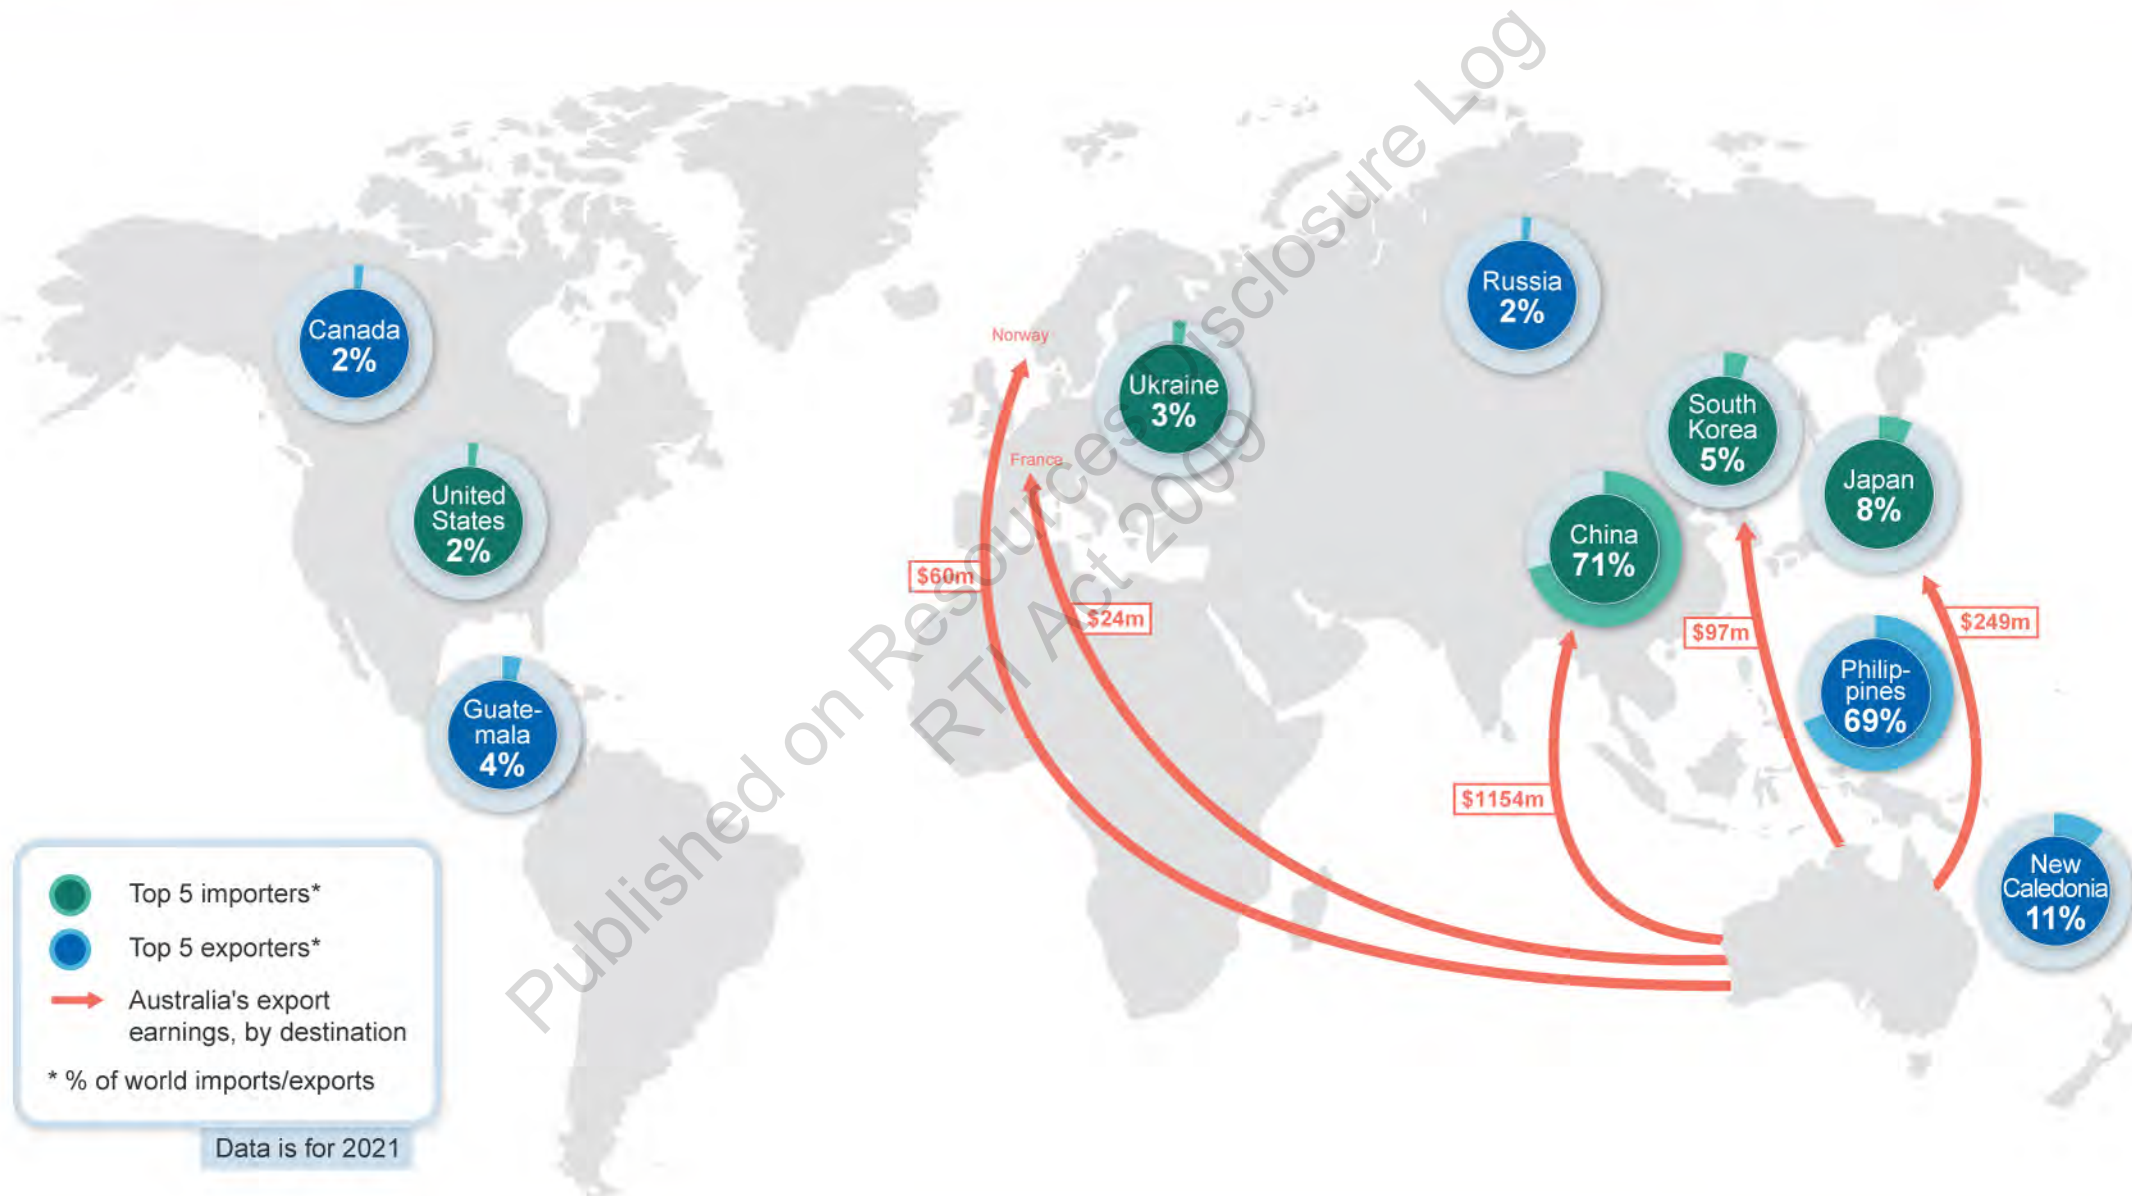 Published on Resources Disclosure Log
RTI Act 2009
Canada
2%
United
States
2%
Guate-
mala
4%
Norway
France
Ukraine
3%
Russia
2%
South
Korea
5%
Japan
8%
China
71%
Philip-
pines
69%
New
Caledonia
11%
$60m
$24m
$1154m
$97m
$249m
Top 5 importers*
Top 5 exporters*
Australia's export
earnings, by destination
* % of world imports/exports
Data is for 2021